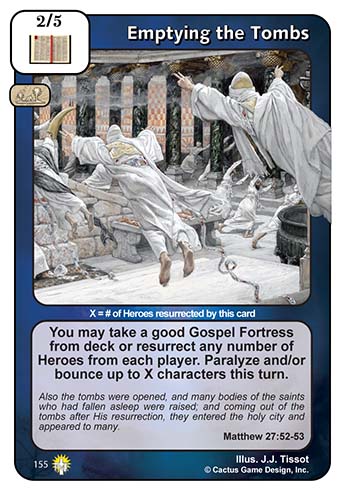 2/5
Emptying the Tombs
X = # of Heroes resurrected by this card
You may take a good Gospel Fortress
from deck or resurrect any number of
Heroes from each player. Paralyze and/or
bounce up to X characters this turn.
Also the tombs were opened, and many bodies of the saints
who had fallen asleep were raised; and coming out of the
tombs after His resurrection, they entered the holy city and
appeared to many.
Matthew 27:52-53
155
Illus. J.J. Tissot
© Cactus Game Design, Inc.